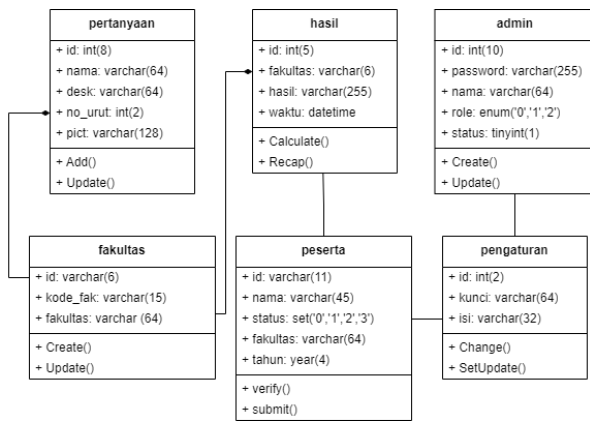 pertanyaan
+ id: int(8)
+ nama: varchar(64)
+ desk: varchar(64)
+ no_urut: int(2)
+ pict: varchar(128)
+ Add()
+ Update()
hasil
+ id: int(5)
+ fakultas: varchar(6)
+ hasil: varchar(255)
+ waktu: datetime
+ Calculate()
+ Recap()
admin
+ id: int(10)
+ password: varchar(255)
+ nama: varchar(64)
+ role: enum('0','1','2')
+ status: tinyint(1)
+ Create()
+ Update()
fakultas
+ id: varchar(6)
+ kode_fak: varchar(15)
+ fakultas: varchar (64)
+ Create()
+ Update()
peserta
+ id: varchar(11)
+ nama: varchar(45)
+ status: set('0','1','2','3')
+ fakultas: varchar(64)
+ tahun: year(4)
+ verify()
+ submit()
pengaturan
+ id: int(2)
+ kunci: varchar(64)
+ isi: varchar(32)
+ Change()
+ SetUpdate()